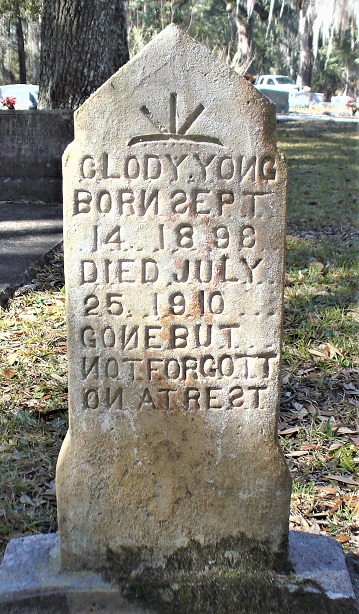 CLODY.YONG
BORN SEPT
14..1898
DIED.JULY..
25..1910...
GONE BUT...
NOT.FORGOTT
ON AT REST